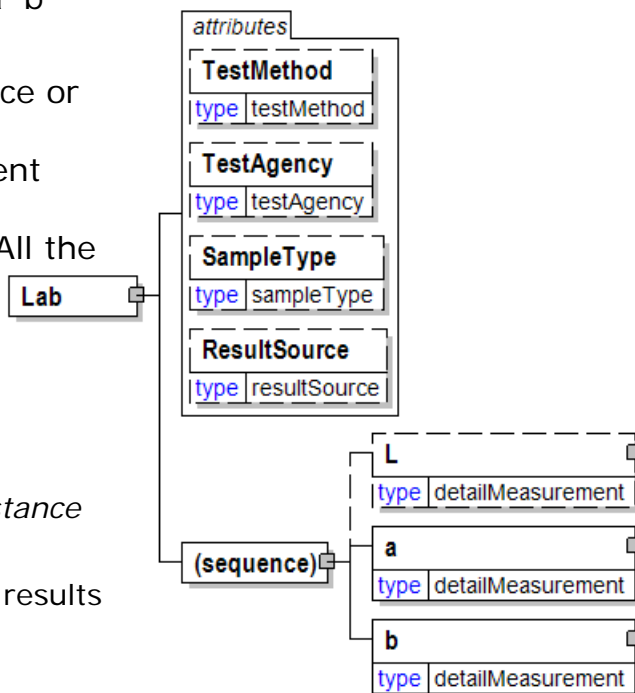 a b
ce or
ent
All the
stance
results
attributes
TestMethod
type testMethod
TestAgency
type testAgency
SampleType
type sampleType
ResultSource
type resultSource
Lab
(sequence)
L
type detailMeasurement
a
type detailMeasurement
b
type detailMeasurement